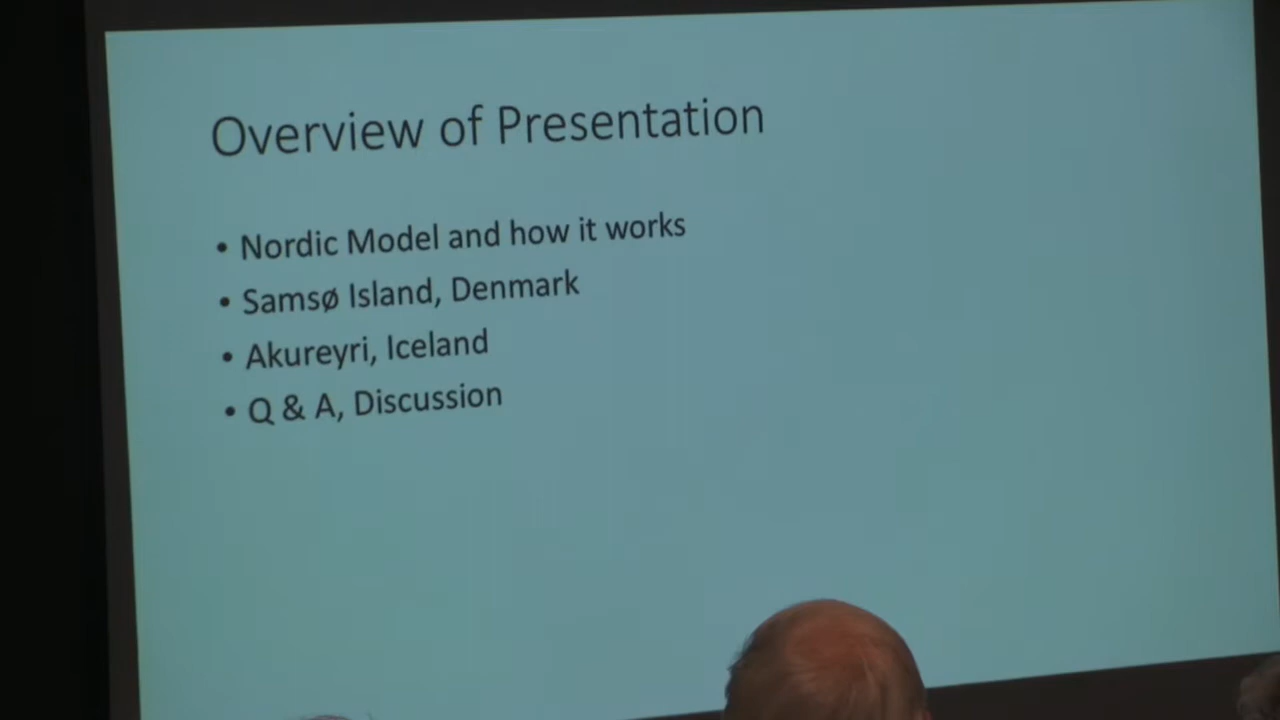 Overview of Presentation
• Nordic Model and how it works
• Samsø Island, Denmark
• Akureyri, Iceland
• Q & A, Discussion